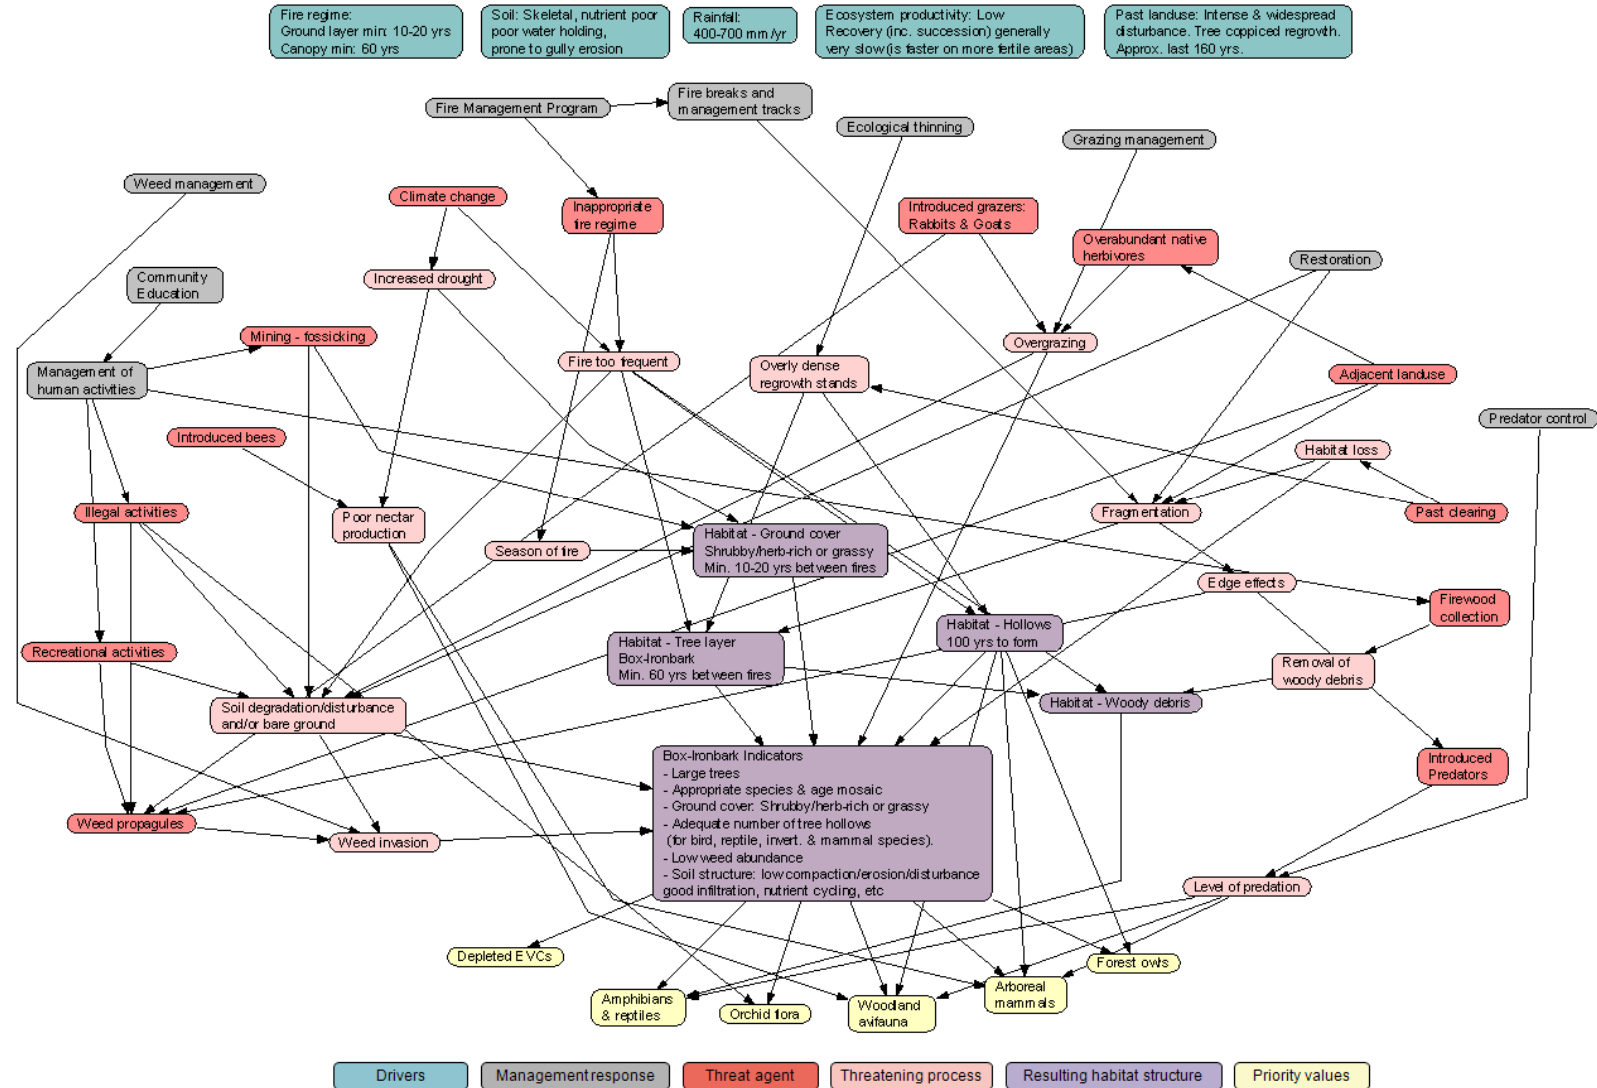 Fire regime:
Ground layer min: 10-20 yrs
Canopy min: 60 yrs
Soil: Skeletal, nutrient poor
poor water holding,
prone to gully erosion
Rainfall:
400-700 mm /yr
Ecosystem productivity: Low
Recovery (inc. succession) generally
very slow(is faster on more fertile areas)
Past landuse: Intense & widespread
disturbance. Tree coppiced regrowth.
Approx. last 160 yrs.
Fire Management Program
Fire breaks and
management tracks
Ecological thinning
Grazing management
Weed management
Climate change
Inappropriate
fire regime
Introduced grazers:
Rabbits & Goats
Overabundant native
herbivores
Restoration
Community
Education
Increased drought
Mining - fossicking
Management of
human activities
Fire too frequent
Overly dense
regrowth stands
Overgrazing
Adjacent landuse
Predator control
Introduced bees
Habitat loss
Illegal activities
Poor nectar
production
Season of fire
Habitat - Ground cover
Shrubby/herb-rich or grassy
Min. 10-20 yrs between fires
Fragmentation
Past clearing
Edge effects
Firewood
collection
Recreational activities
Habitat - Tree layer
Box-Ironbark
Min. 60 yrs between fires
Habitat - Hollows
100 yrs to form
Removal of
woody debris
Soil degradation/disturbance
and/or bare ground
Habitat - Woody debris
Box-Ironbark Indicators
- Large trees
- Appropriate species & age mosaic
- Ground cover: Shrubby/herb-rich or grassy
- Adequate number of tree hollows
(for bird, reptile, invert. & mammal species).
- Low weed abundance
- Soil structure: low compaction/erosion/disturbance
good infiltration, nutrient cycling, etc
Introduced
Predators
Weed propagules
Weed invasion
Level of predation
Depleted EVCs
Forest owls
Amphibians
& reptiles
Orchid flora
Woodland
avifauna
Arboreal
mammals
Drivers
Management response
Threat agent
Threatening process
Resulting habitat structure
Priority values